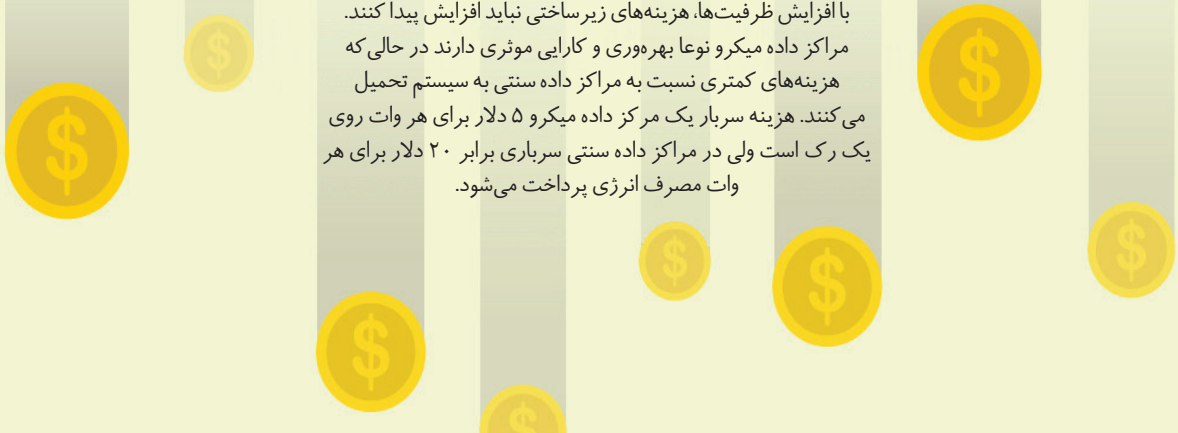 با افزایش ظرفیت‌ها، هزینه‌های زیرساختی نباید افزایش پیدا کنند.
مراکز داده میکرو نوعا بهره‌وری و کارایی موثری دارند در حالی‌که
هزینه‌های کمتری نسبت به مراکز داده سنتی به سیستم تحمیل
می‌کنند. هزینه سربار یک مرکز داده میکرو ۵ دلار برای هر وات روی
یک رک است ولی در مراکز داده سنتی سرباری برابر ۲۰ دلار برای هر
وات مصرف انرژی پرداخت می‌شود.
$
$
$
$
$
$
$
$